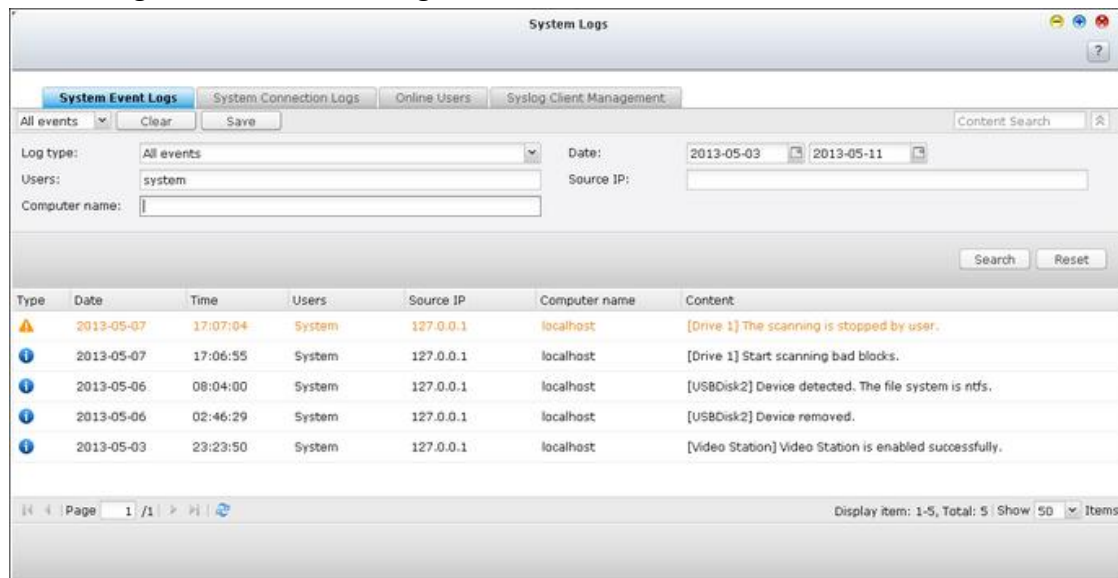 System Logs
?
System Event Logs System Connection Logs Online Users Syslog Client Management
All events Clear Save Content Search
Log type: All events Date: 2013-05-03 2013-05-11
Users: system Source IP:
Computer name:
Search Reset
Type Date Time Users Source IP Computer name Content
2013-05-07 17:07:04 System 127.0.0.1 localhost [Drive 1] The scanning is stopped by user.
2013-05-07 17:06:55 System 127.0.0.1 localhost [Drive 1] Start scanning bad blocks.
2013-05-06 08:04:00 System 127.0.0.1 localhost [USBDisk2] Device detected. The file system is ntfs.
2013-05-06 02:46:29 System 127.0.0.1 localhost [USBDisk2] Device removed.
2013-05-03 23:23:50 System 127.0.0.1 localhost [Video Station] Video Station is enabled successfully.
Page 1 /1 Display item: 1-5, Total: 5 Show 50 Items